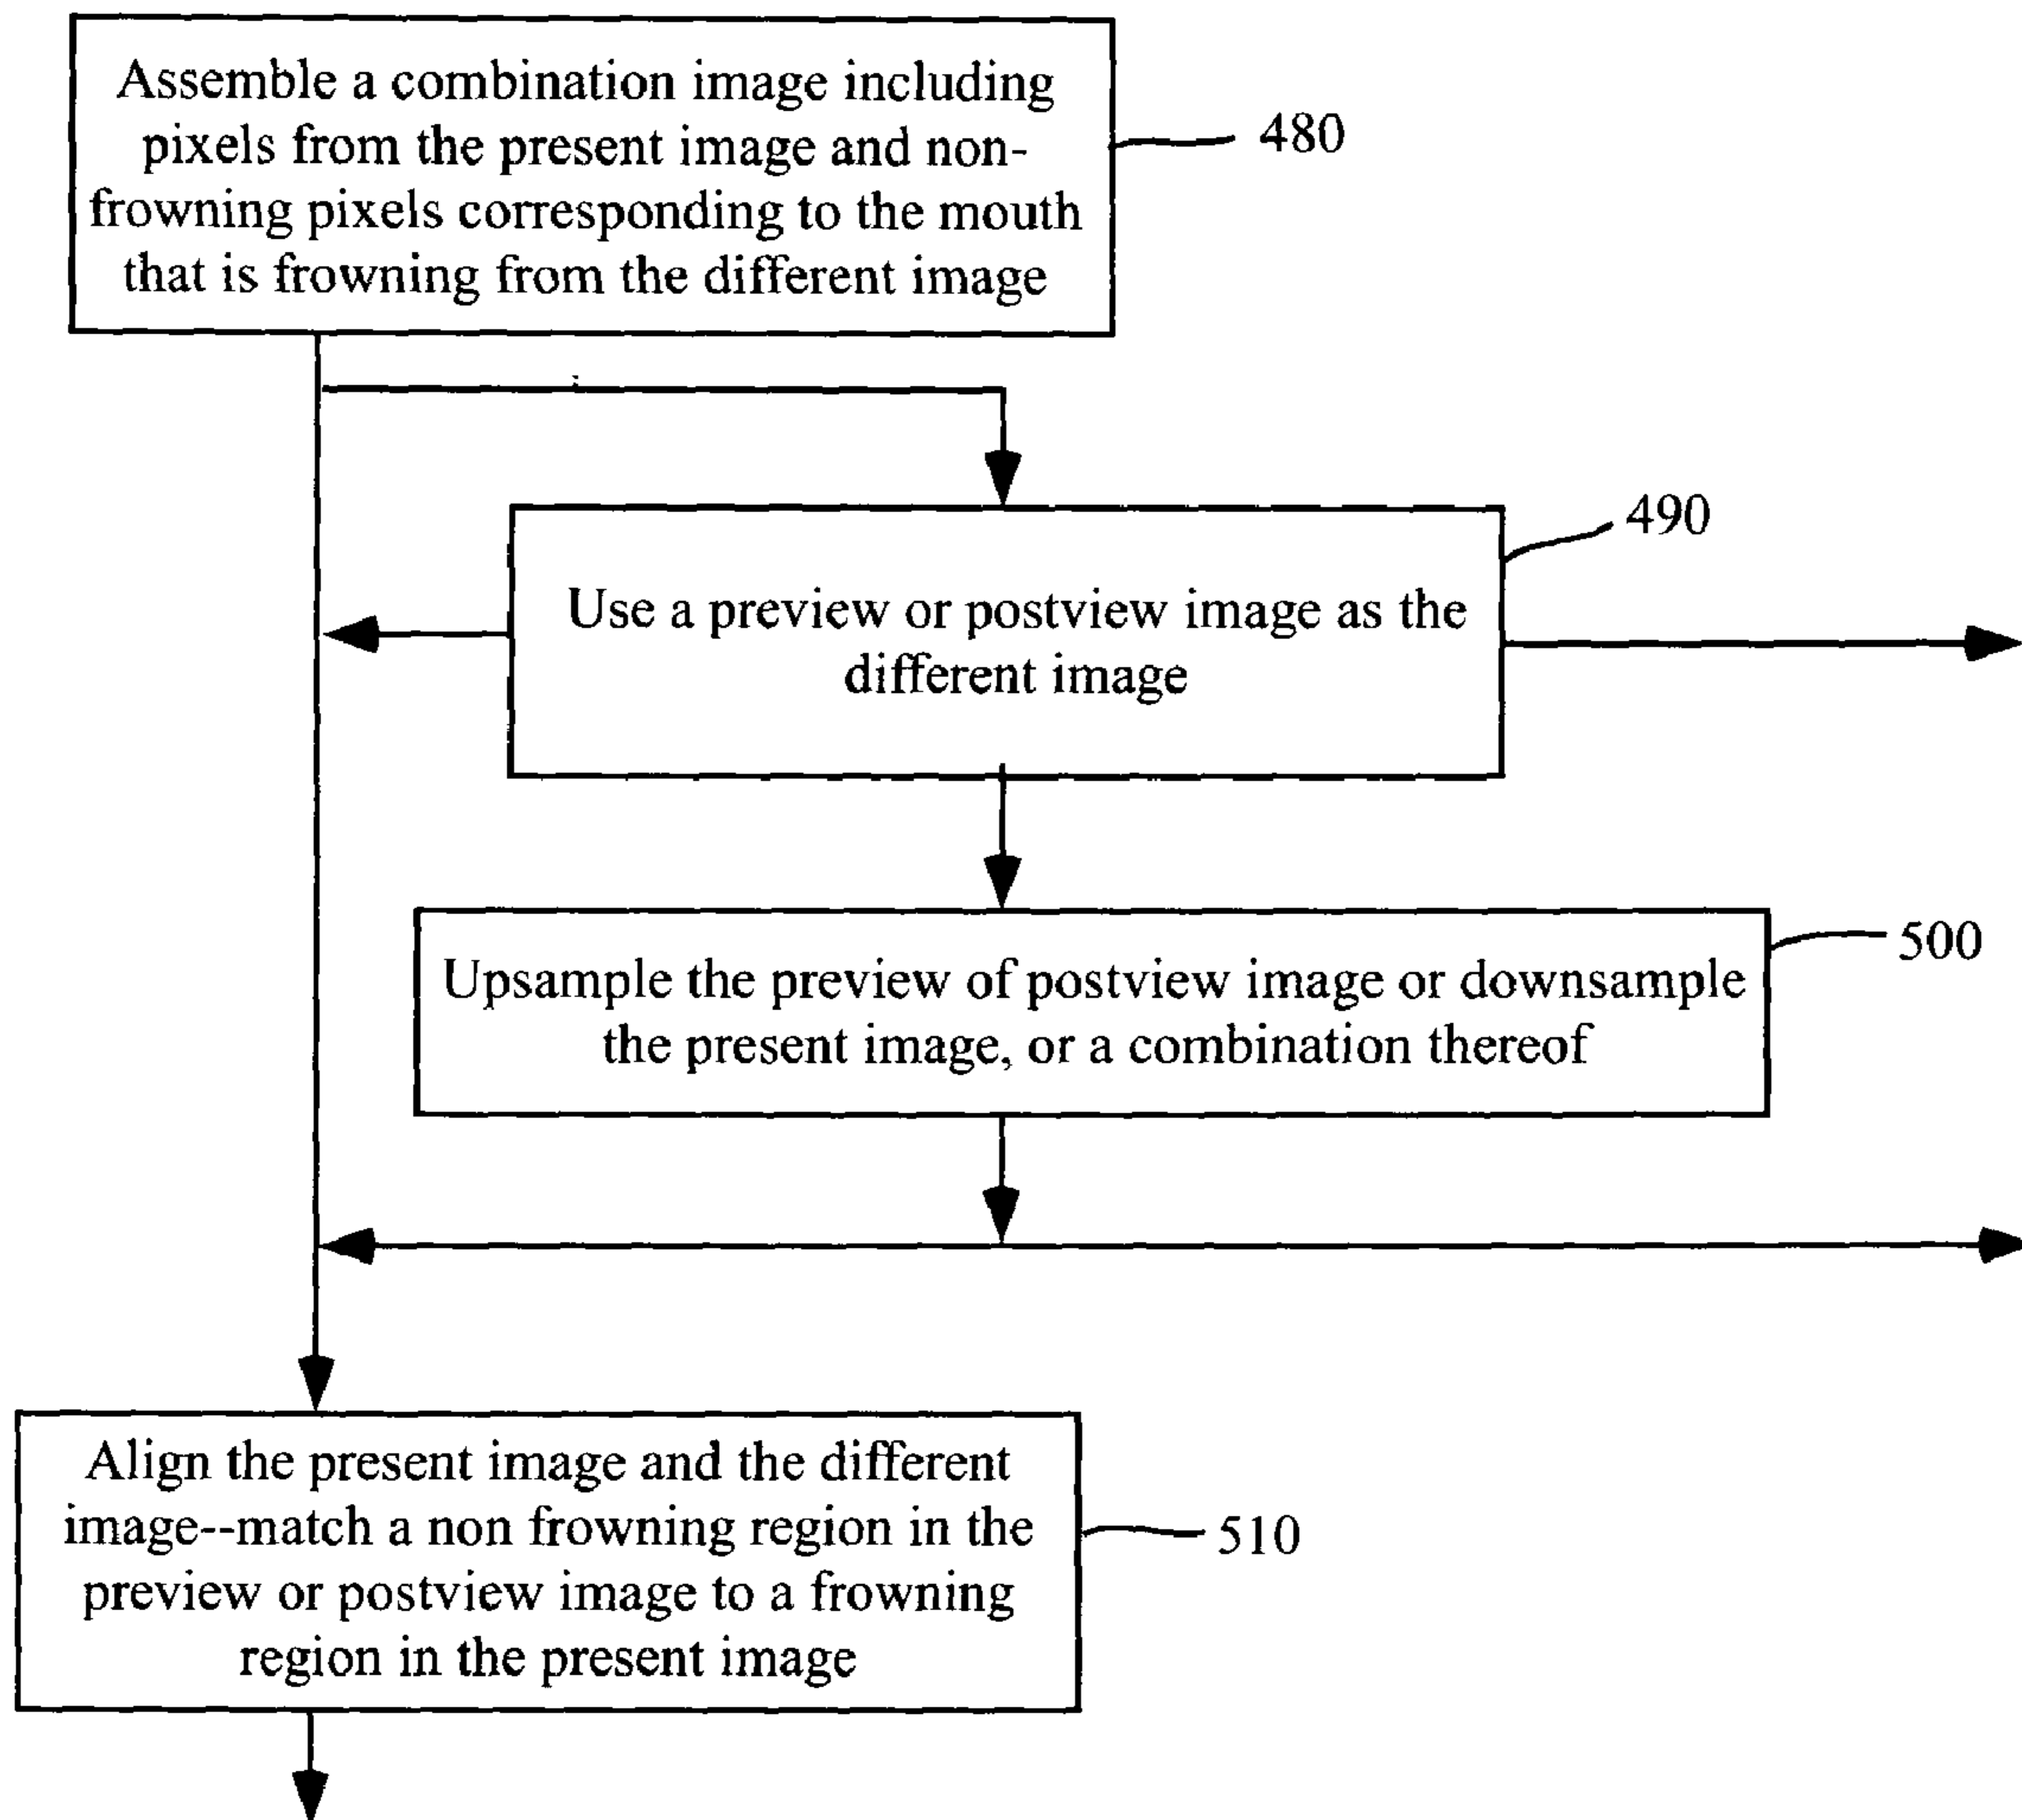 Assemble a combination image including
pixels from the present image and non-
frowning pixels corresponding to the mouth
that is frowning from the different image
480
490
Use a preview or postview image as the
different image
500
Upsample the preview of postview image or downsample
the present image, or a combination thereof
Align the present image and the different
image--match a non frowning region in the
preview or postview image to a frowning
region in the present image
510